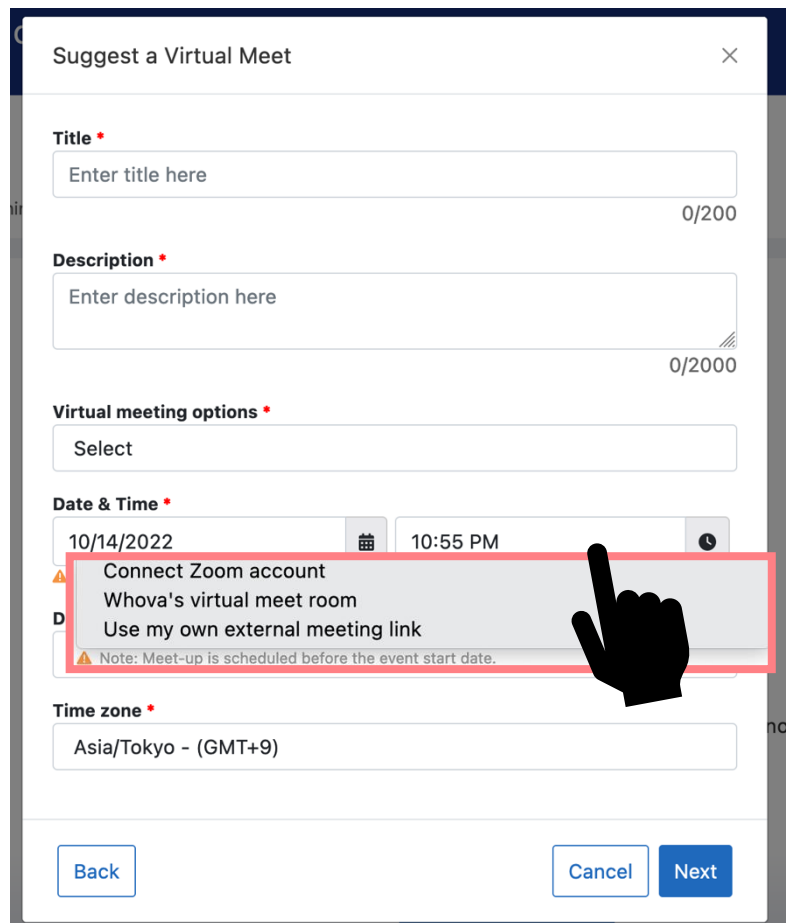 Suggest a Virtual Meet
Title *
Enter title here
0/200
Description *
Enter description here
0/2000
Virtual meeting options *
Select
Date & Time *
10/14/2022 10:55 PM
Connect Zoom account
Whova's virtual meet room
D
Use my own external meeting link
Note: Meet-up is scheduled before the event start date.
Time zone *
Asia/Tokyo - (GMT+9)
Back Cancel Next